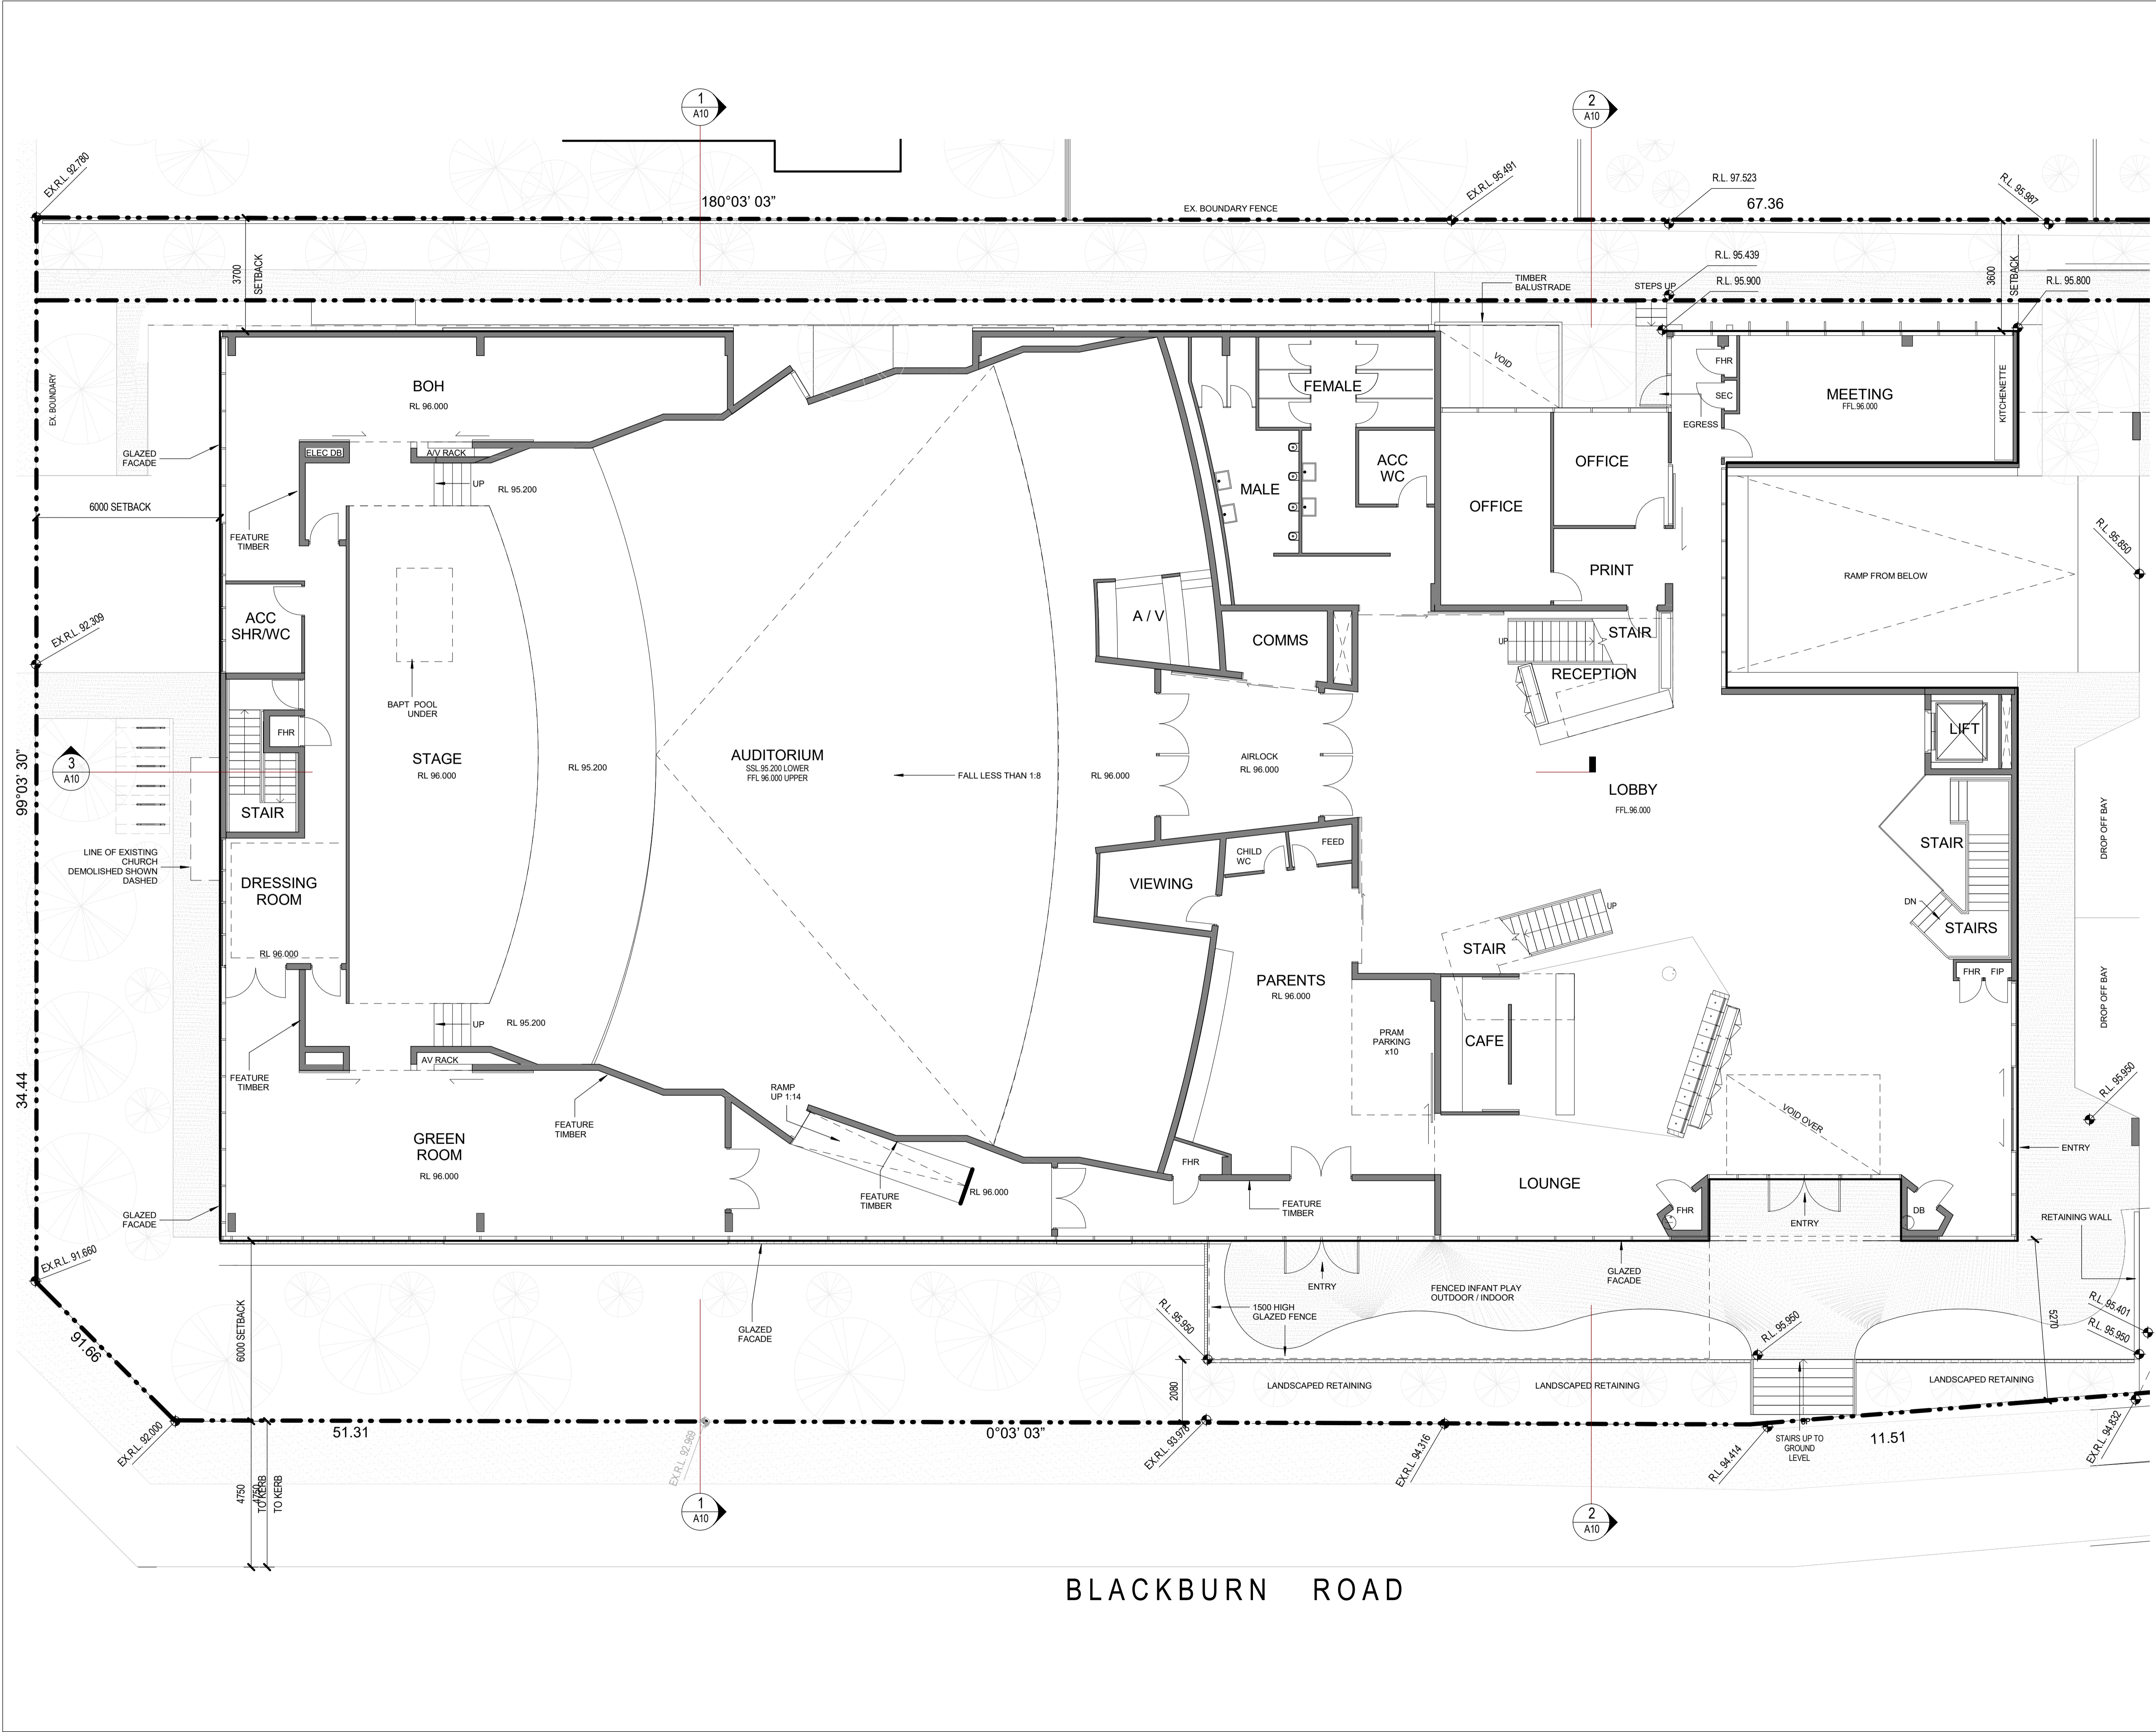 1
A10
2
A10
EX.R.L. 92.780
180°03' 03"
EX. BOUNDARY FENCE
EX.R.L. 95.491
R.L. 97.523
67.36
R.L. 95.987
3700
SETBACK
TIMBER
BALUSTRADE
STEPS UP
R.L. 95.439
R.L. 95.900
3600
SETBACK
R.L. 95.800
EX. BOUNDARY
BOH
RL 96.000
VOID
FHR
SEC
EGRESS
MEETING
FFL.96.000
KITCHENETTE
FEMALE
GLAZED
FACADE
ELEC DB
A/V RACK
UP
RL 95.200
MALE
ACC
WC
OFFICE
OFFICE
6000 SETBACK
FEATURE
TIMBER
R.L. 95.850
PRINT
RAMP FROM BELOW
ACC
SHR/WC
EX.R.L. 92.309
A / V
COMMS
UP
STAIR
RECEPTION
BAPT POOL
UNDER
FHR
STAGE
RL 96.000
RL 95.200
AUDITORIUM
SSL.95.200 LOWER
FFL 96.000 UPPER
FALL LESS THAN 1:8
RL 96.000
AIRLOCK
RL 96.000
LOBBY
FFL.96.000
LIFT
99°03' 30"
3
A10
STAIR
STAIR
DROP OFF BAY
LINE OF EXISTING
CHURCH
DEMOLISHED SHOWN
DASHED
DRESSING
ROOM
RL 96.000
CHILD
WC
FEED
VIEWING
DN
STAIRS
UP
STAIR
FHR
FIP
DROP OFF BAY
PARENTS
RL 96.000
PRAM
PARKING
x10
CAFE
UP
RL 95.200
AV RACK
FEATURE
TIMBER
34.44
RAMP
UP 1:14
FEATURE
TIMBER
VOID OVER
R.L. 95.950
ENTRY
GREEN
ROOM
RL 96.000
FHR
LOUNGE
FEATURE
TIMBER
RL 96.000
FEATURE
TIMBER
FHR
ENTRY
DB
RETAINING WALL
GLAZED
FACADE
EX.R.L. 91.660
91.66
6000 SETBACK
GLAZED
FACADE
R.L. 95.950
ENTRY
1500 HIGH
GLAZED FENCE
FENCED INFANT PLAY
OUTDOOR / INDOOR
GLAZED
FACADE
R.L. 95.950
5270
R.L. 95.401
R.L. 95.950
2080
LANDSCAPED RETAINING
LANDSCAPED RETAINING
LANDSCAPED RETAINING
EX.R.L. 92.000
51.31
EX.R.L. 92.969
0°03' 03"
EX.R.L. 93.978
EX.R.L. 94.316
R.L. 94.414
UP
STAIRS UP TO
GROUND
LEVEL
11.51
EX.R.L. 94.832
4750
TO KERB
4750
TO KERB
1
A10
2
A10
BLACKBURN ROAD